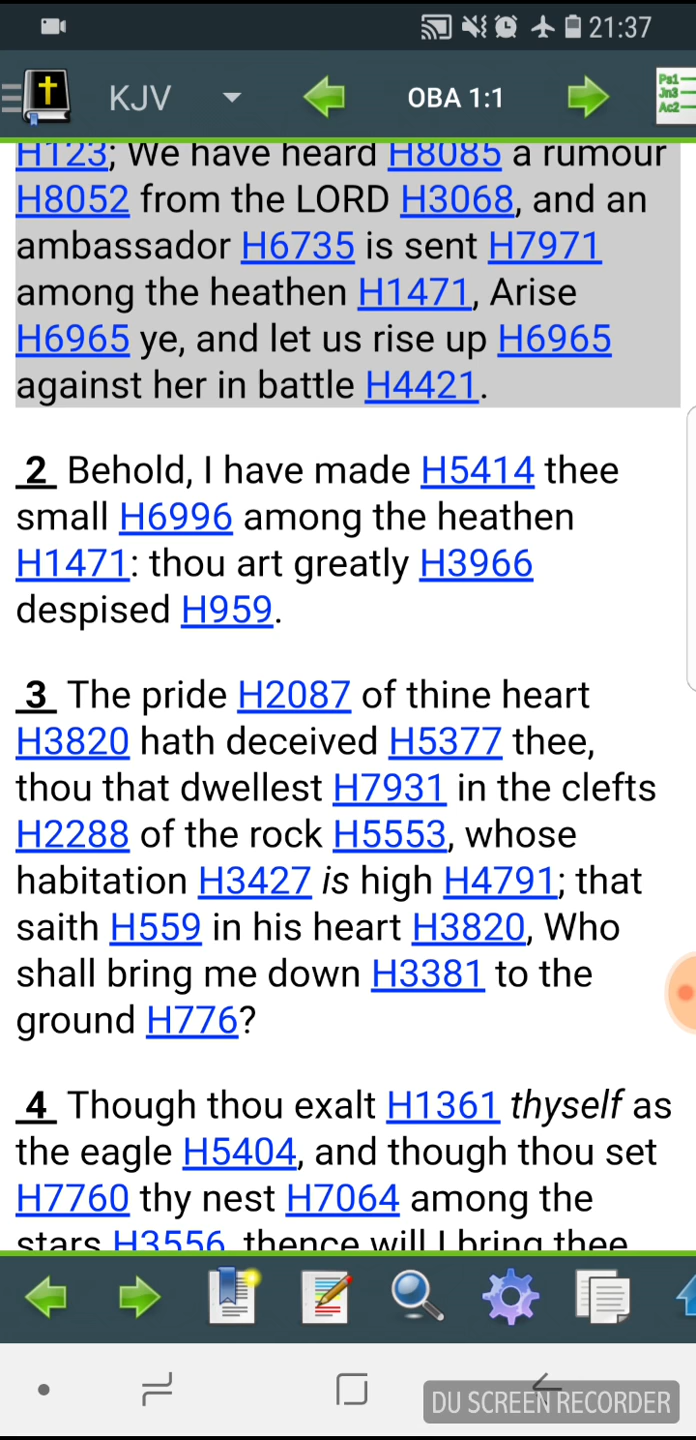 21:37
KJV
OBA 1:1
Ps1
Jn3
Ac2
H123; We have heard H8085 a rumour
H8052 from the LORD H3068, and an
ambassador H6735 is sent H7971
among the heathen H1471, Arise
H6965 ye, and let us rise up H6965
against her in battle H4421.
2 Behold, I have made H5414 thee
small H6996 among the heathen
H1471: thou art greatly H3966
despised H959.
3 The pride H2087 of thine heart
H3820 hath deceived H5377 thee,
thou that dwellest H7931 in the clefts
H2288 of the rock H5553, whose
habitation H3427 is high H4791; that
saith H559 in his heart H3820, Who
shall bring me down H3381 to the
ground H776?
4 Though thou exalt H1361 thyself as
the eagle H5404, and though thou set
H7760 thy nest H7064 among the
stars H3556, thence will I bring thee
DU SCREEN RECORDER